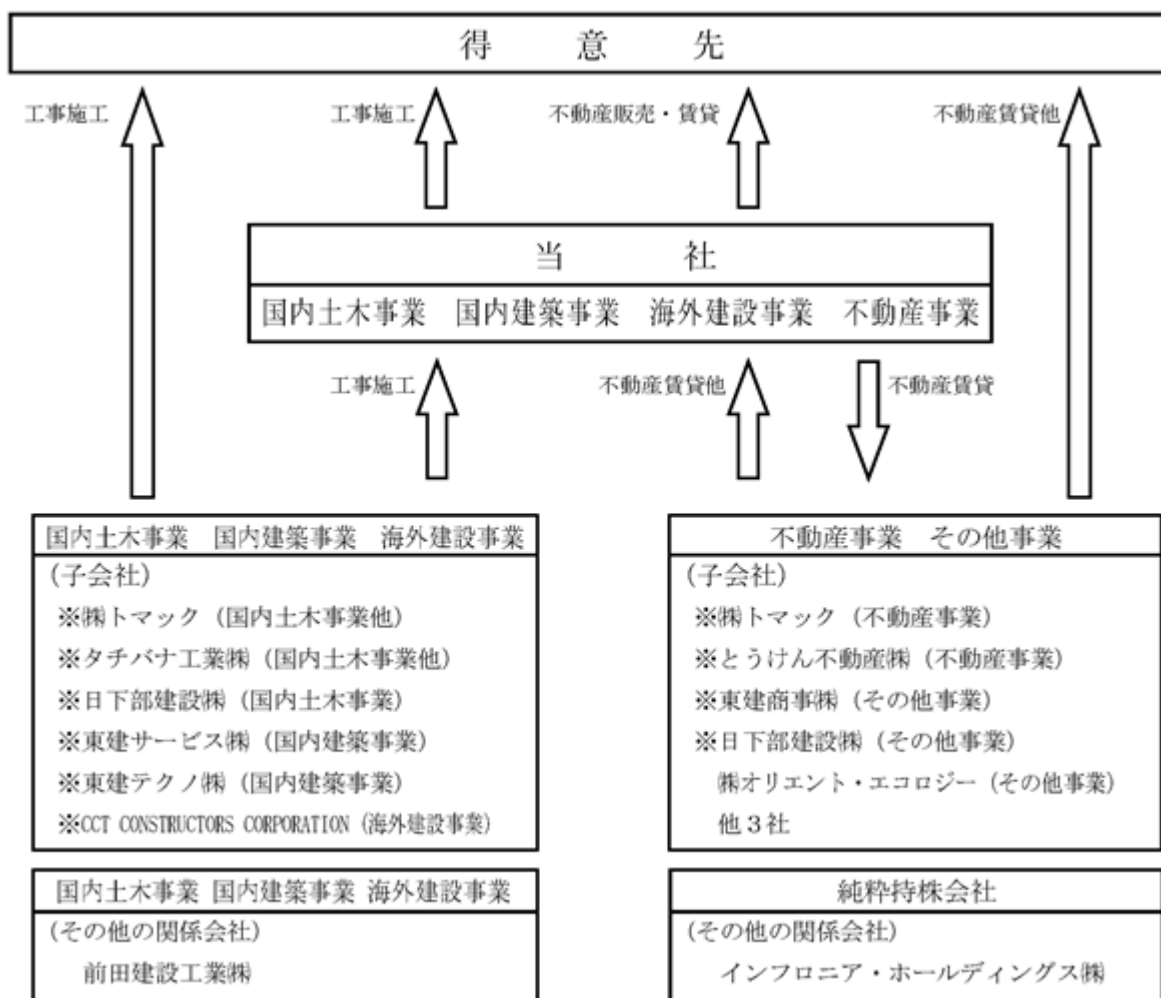 得意先
工事施工 工事施工 不動産販売・賃貸 不動産賃貸他
当社
国内土木事業 国内建築事業 海外建設事業 不動産事業
工事施工 不動産賃貸他 不動産賃貸
国内土木事業 国内建築事業 海外建設事業
(子会社)
※㈱トマック (国内土木事業他)
※タチバナ工業㈱ (国内土木事業他)
※日下部建設㈱ (国内土木事業)
※東建サービス㈱ (国内建築事業)
※東建テクノ㈱ (国内建築事業)
※CCT CONSTRUCTORS CORPORATION (海外建設事業)
不動産事業 その他事業
(子会社)
※㈱トマック (不動産事業)
※とうけん不動産㈱ (不動産事業)
※東建商事㈱ (その他事業)
※日下部建設㈱ (その他事業)
㈱オリエント・エコロジー (その他事業)
他3社
国内土木事業 国内建築事業 海外建設事業
(その他の関係会社)
前田建設工業㈱
純粋持株会社
(その他の関係会社)
インフロニア・ホールディングス㈱